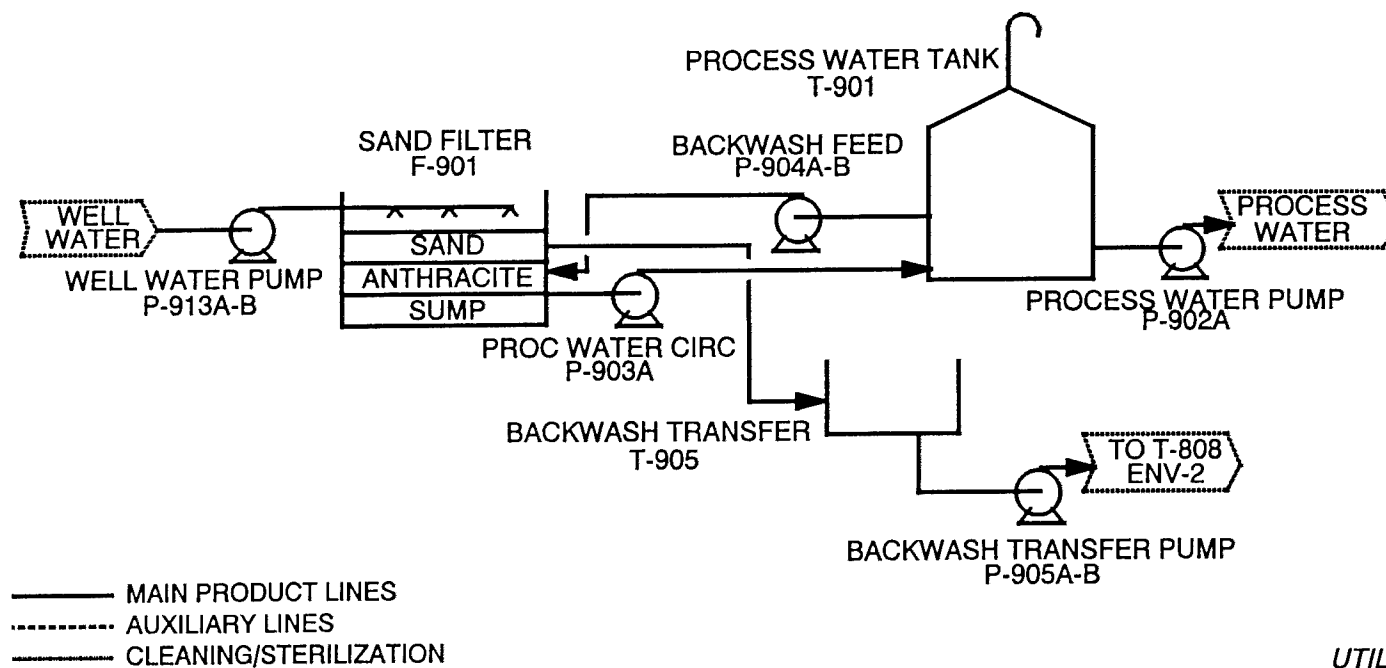 PROCESS WATER TANK
T-901
SAND FILTER
F-901
BACKWASH FEED
P-904A-B
WELL
WATER
PROCESS
WATER
SAND
ANTHRACITE
SUMP
WELL WATER PUMP
P-913A-B
PROCESS WATER PUMP
P-902A
PROC WATER CIRC
P-903A
BACKWASH TRANSFER
T-905
TO T-808
ENV-2
BACKWASH TRANSFER PUMP
P-905A-B
MAIN PRODUCT LINES
AUXILIARY LINES
CLEANING/STERILIZATION
UTIL